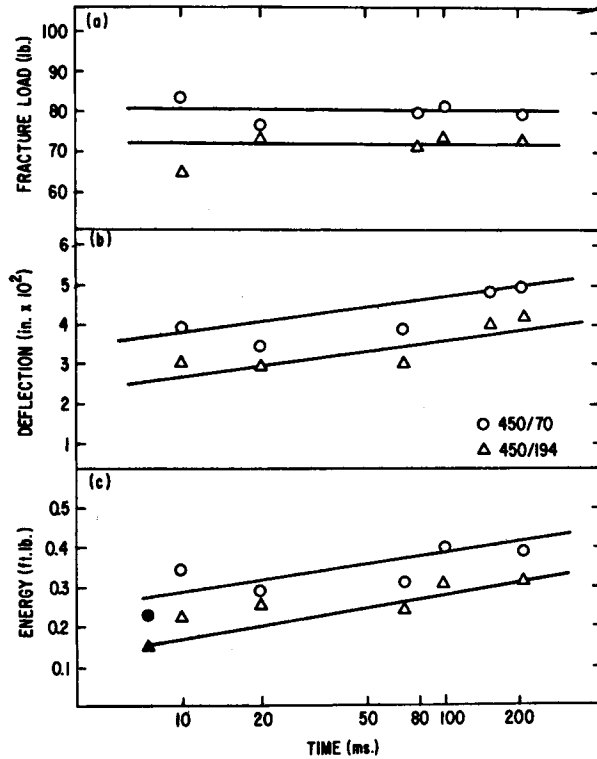 (a)
FRACTURE LOAD (lb.)
100
90
80
70
60
(b)
DEFLECTION (in. x 10²)
6
5
4
3
2
1
○ 450/70
△ 450/194
(c)
ENERGY (ft.lb.)
0.5
0.4
0.3
0.2
0.1
10 20 50 80 100 200
TIME (ms.)